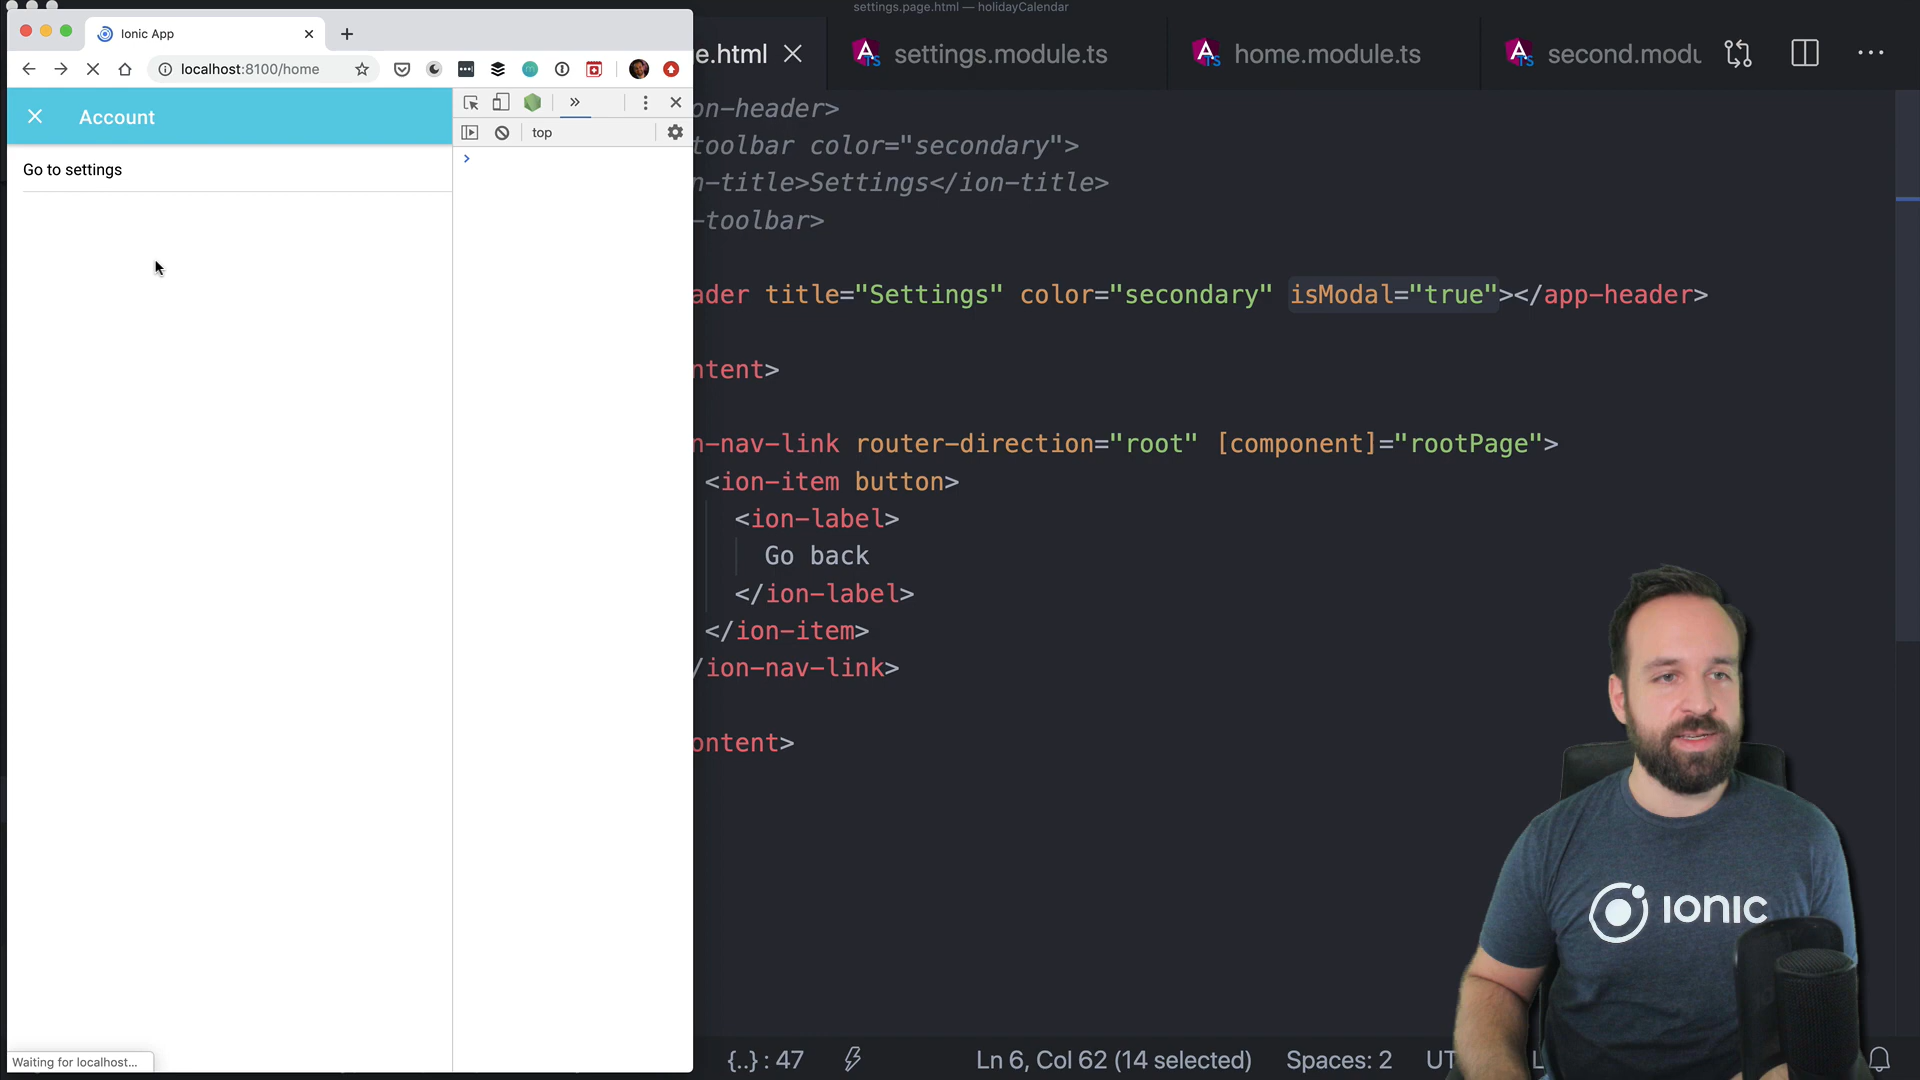 settings.page.html — holidayCalendar
Ionic App
localhost:8100/home
Account
Go to settings
top
Waiting for localhost...
e.html
settings.module.ts
home.module.ts
second.modu
on-header>
toolbar color="secondary">
n-title>Settings</ion-title>
-toolbar>
ader title="Settings" color="secondary" isModal="true"></app-header>
ntent>
n-nav-link router-direction="root" [component]="rootPage">
<ion-item button>
<ion-label>
Go back
</ion-label>
</ion-item>
/ion-nav-link>
ontent>
{..} : 47
Ln 6, Col 62 (14 selected)
Spaces: 2
UT
L
IONIC